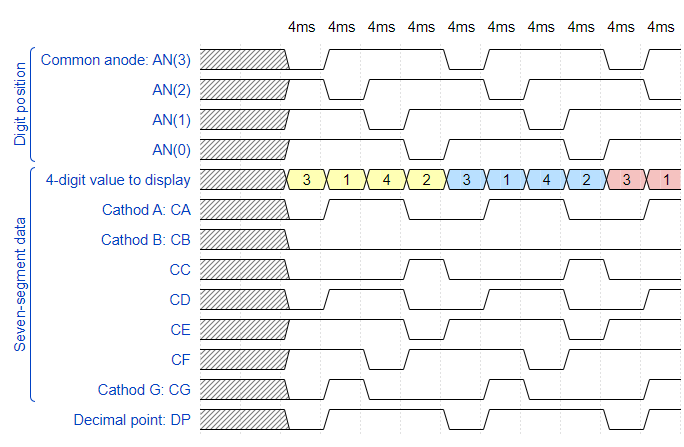 4ms 4ms 4ms 4ms 4ms 4ms 4ms 4ms 4ms 4ms
Digit position
Common anode: AN(3)
AN(2)
AN(1)
AN(0)
Seven-segment data
4-digit value to display 3 1 4 2 3 1 4 2 3 1
Cathod A: CA
Cathod B: CB
CC
CD
CE
CF
Cathod G: CG
Decimal point: DP